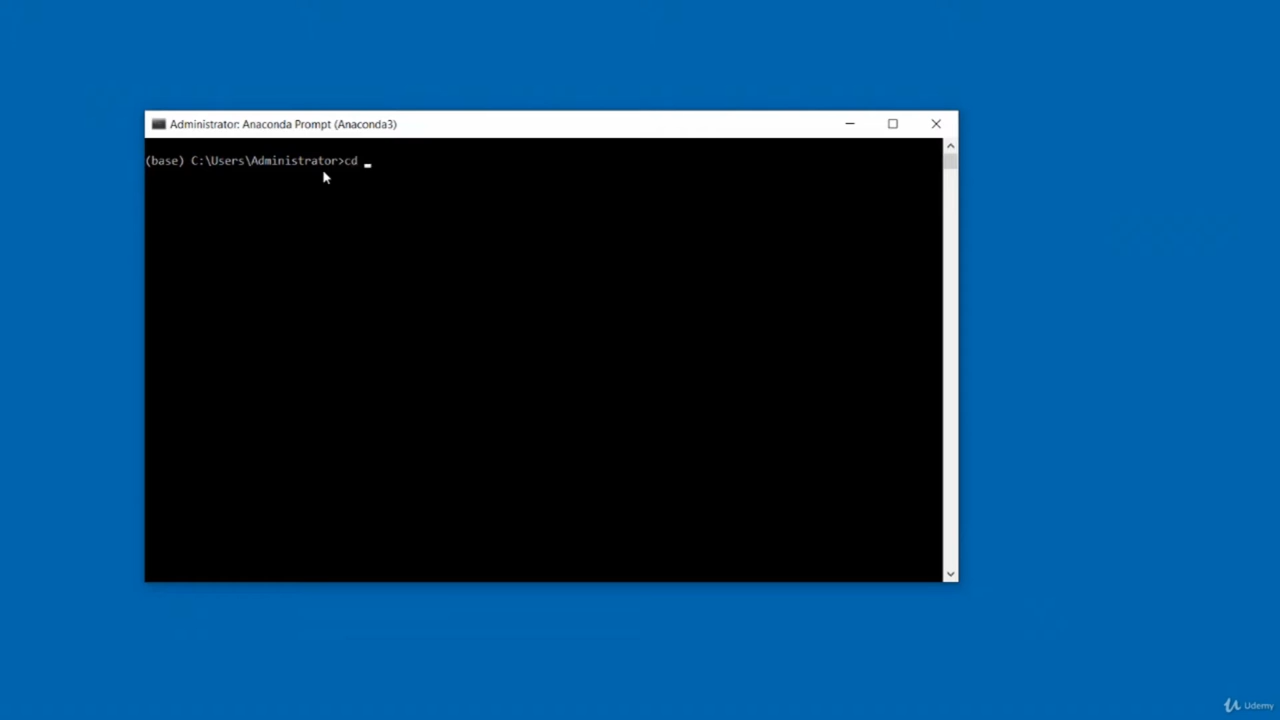 Administrator: Anaconda Prompt (Anaconda3)
(base) C:\Users\Administrator>cd _
Udemy